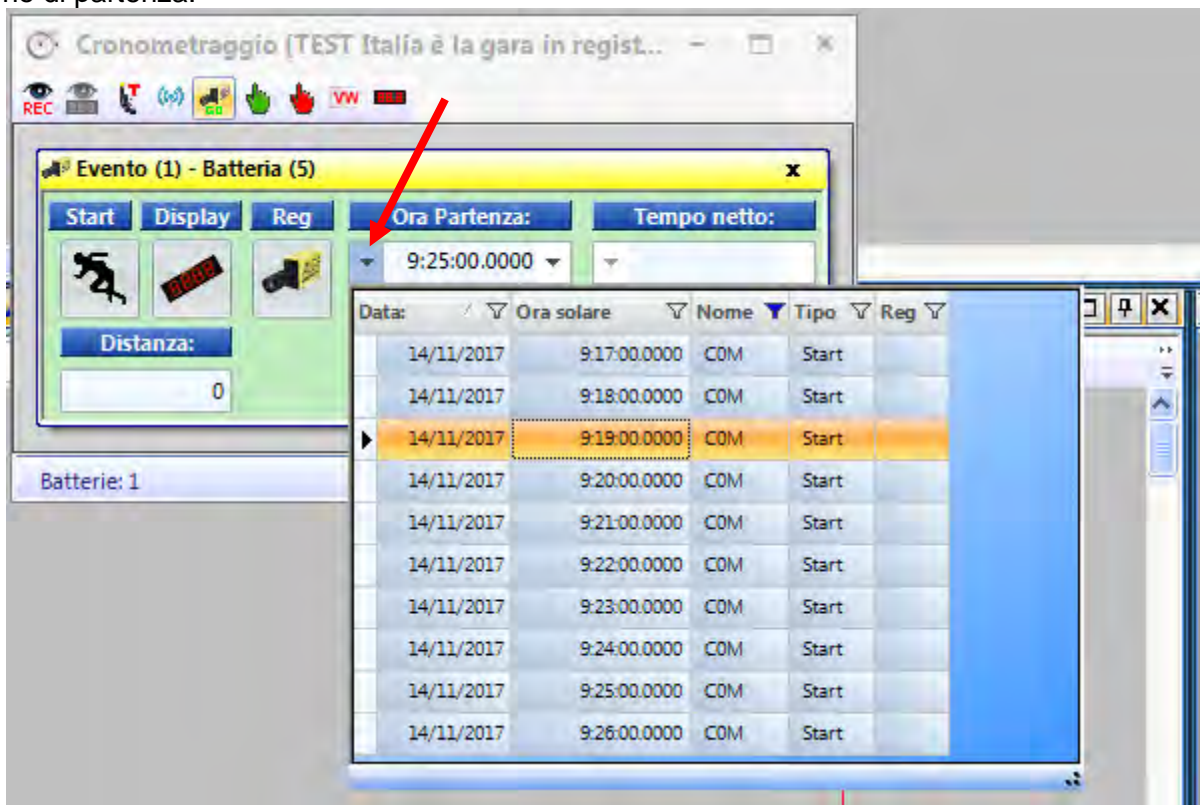 di partenza.
Cronometraggio (TEST Italia è la gara in regist...
REC T GO VW
Evento (1) - Batteria (5) x
Start Display Reg Ora Partenza: Tempo netto:
9:25:00.0000
Distanza:
0
Batterie: 1
Data: Ora solare Nome Tipo Reg
14/11/2017 9:17:00.0000 C0M Start
14/11/2017 9:18:00.0000 C0M Start
14/11/2017 9:19:00.0000 C0M Start
14/11/2017 9:20:00.0000 C0M Start
14/11/2017 9:21:00.0000 C0M Start
14/11/2017 9:22:00.0000 C0M Start
14/11/2017 9:23:00.0000 C0M Start
14/11/2017 9:24:00.0000 C0M Start
14/11/2017 9:25:00.0000 C0M Start
14/11/2017 9:26:00.0000 C0M Start